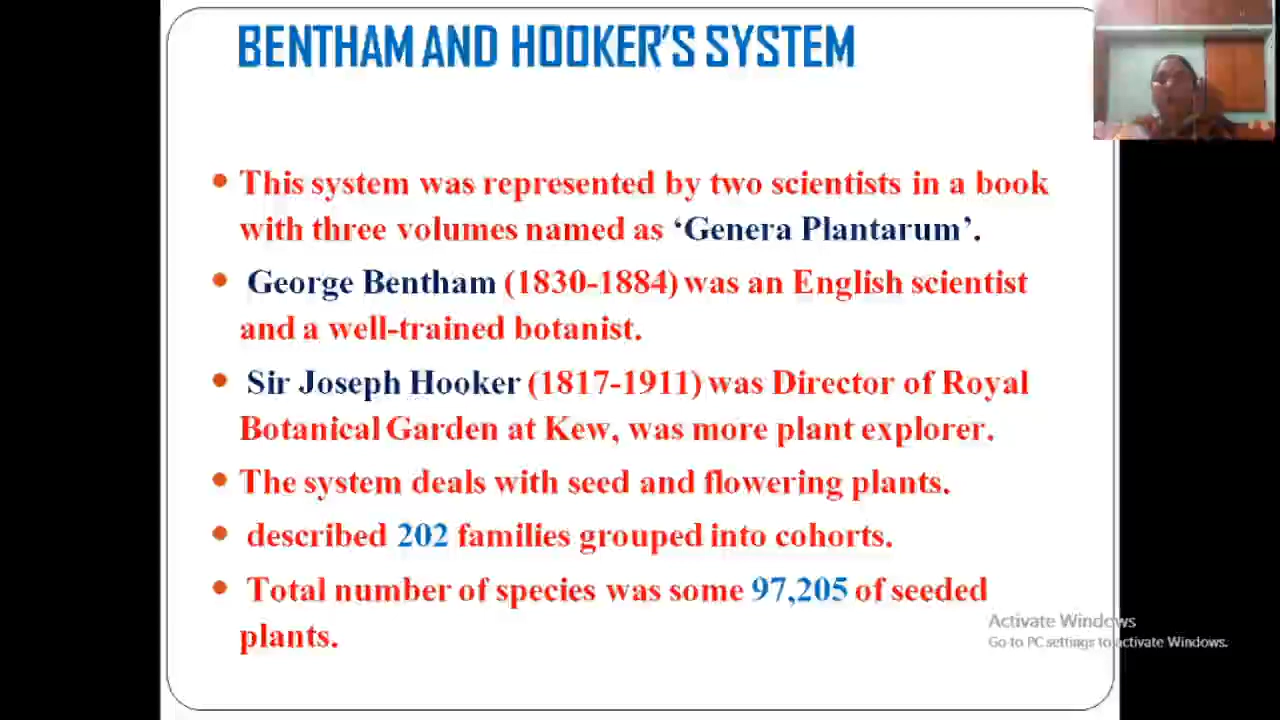 BENTHAM AND HOOKER'S SYSTEM
• This system was represented by two scientists in a book
with three volumes named as ‘Genera Plantarum’.
• George Bentham (1830-1884) was an English scientist
and a well-trained botanist.
• Sir Joseph Hooker (1817-1911) was Director of Royal
Botanical Garden at Kew, was more plant explorer.
• The system deals with seed and flowering plants.
• described 202 families grouped into cohorts.
• Total number of species was some 97,205 of seeded
plants.
Activate Windows
Go to PC settings to activate Windows.